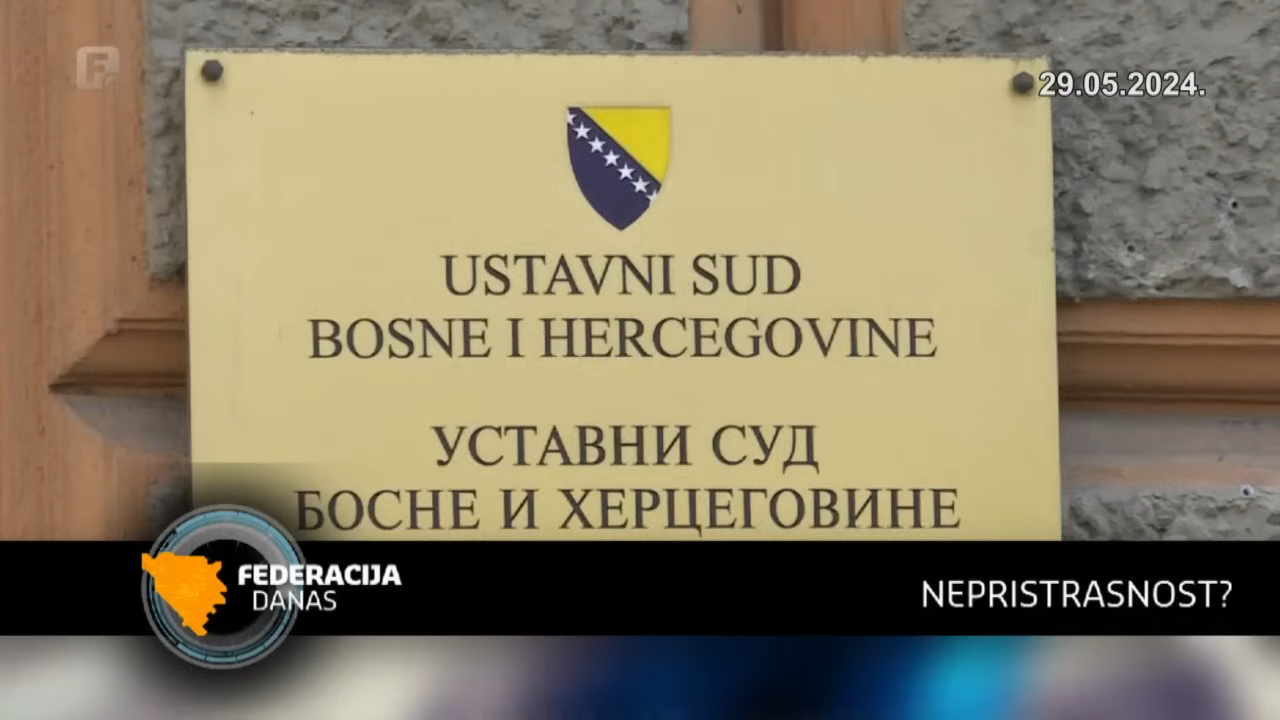 29.05.2024.
USTAVNI SUD
BOSNE I HERCEGOVINE
УСТАВНИ СУД
БОСНЕ И ХЕРЦЕГОВИНЕ
FEDERACIJA
DANAS
NEPRISTRASNOST?